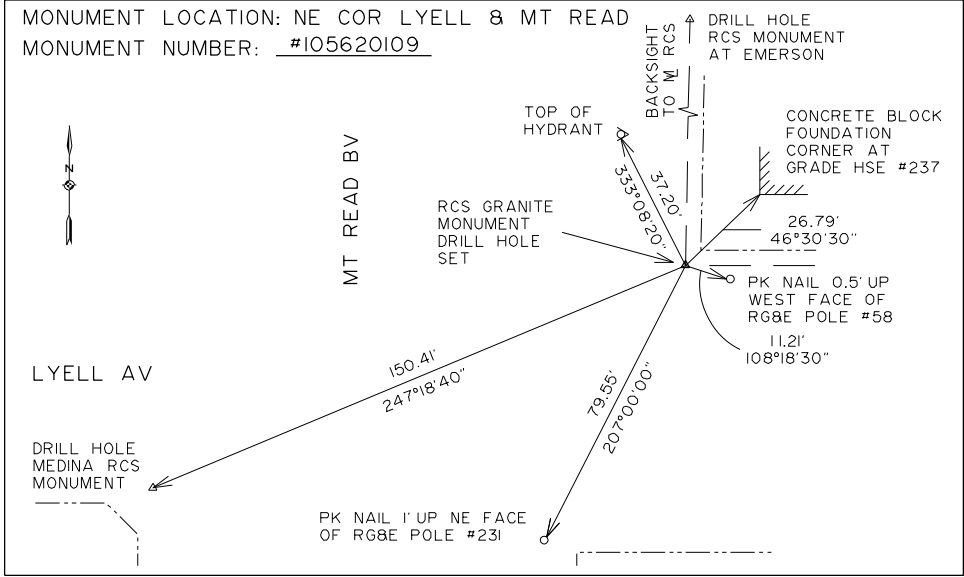 MONUMENT LOCATION: NE COR LYELL & MT READ
MONUMENT NUMBER: #105620109
DRILL HOLE
RCS MONUMENT
AT EMERSON
BACKSIGHT
TO M RCS
TOP OF
HYDRANT
CONCRETE BLOCK
FOUNDATION
CORNER AT
GRADE HSE #237
N
MT READ BV
37.20'
333°08'20"
RCS GRANITE
MONUMENT
DRILL HOLE
SET
26.79'
46°30'30"
PK NAIL 0.5' UP
WEST FACE OF
RG&E POLE #58
11.21'
108°18'30"
LYELL AV
150.41'
247°18'40"
79.55'
207°00'00"
DRILL HOLE
MEDINA RCS
MONUMENT
PK NAIL 1' UP NE FACE
OF RG&E POLE #231